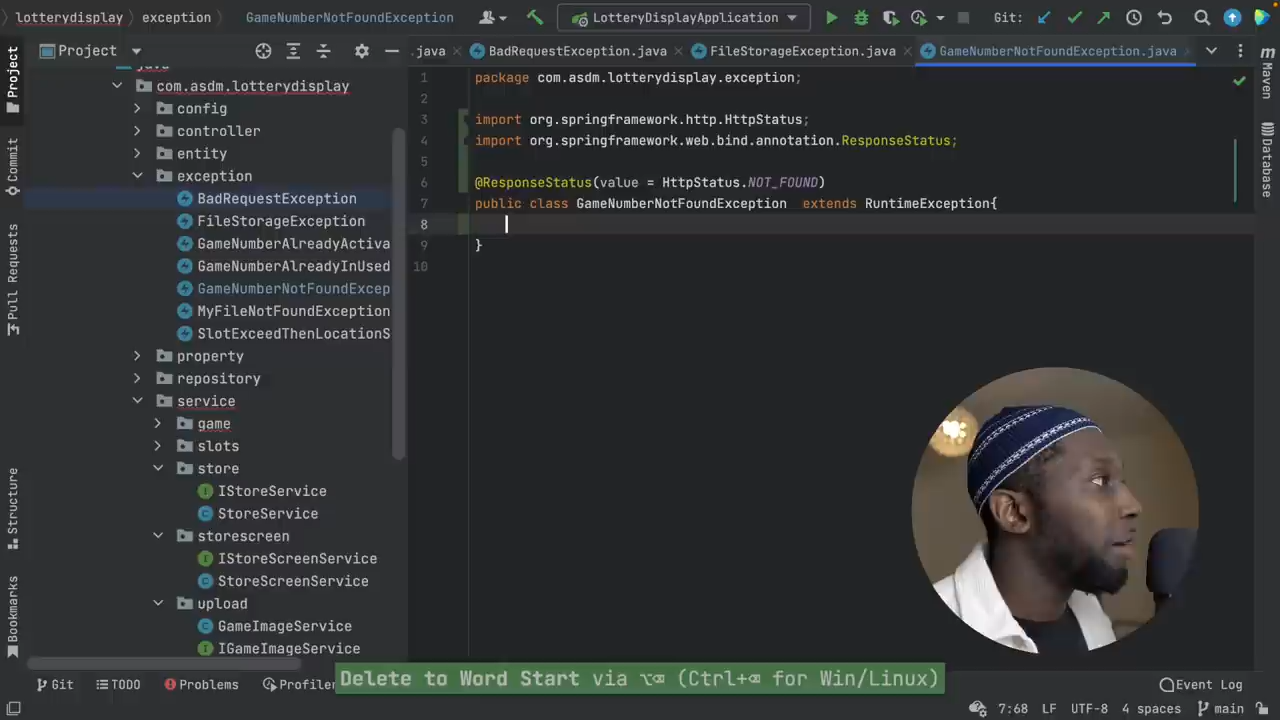 lotterydisplay exception GameNumberNotFoundException LotteryDisplayApplication Git:
Project .java BadRequestException.java FileStorageException.java GameNumberNotFoundException.java
java
com.asdm.lotterydisplay
config
controller
entity
exception
BadRequestException
FileStorageException
GameNumberAlreadyActiva
GameNumberAlreadyInUsed
GameNumberNotFoundExcep
MyFileNotFoundException
SlotExceedThenLocationS
property
repository
service
game
slots
store
IStoreService
StoreService
storescreen
IStoreScreenService
StoreScreenService
upload
GameImageService
IGameImageService
1 package com.asdm.lotterydisplay.exception;
2
3 import org.springframework.http.HttpStatus;
4 import org.springframework.web.bind.annotation.ResponseStatus;
5
6 @ResponseStatus(value = HttpStatus.NOT_FOUND)
7 public class GameNumberNotFoundException extends RuntimeException{
8
9 }
10
Project
Commit
Pull Requests
Structure
Bookmarks
m
Maven
Database
Delete to Word Start via ⌥⌫ (Ctrl+⌫ for Win/Linux)
Git TODO Problems Profiler Event Log
7:68 LF UTF-8 4 spaces main